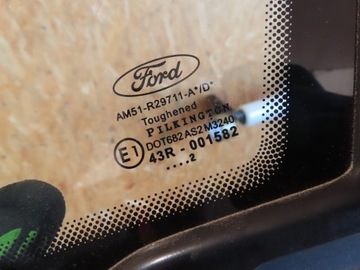 Ford
AM51-R29711-A*/D*
Toughened
PILKINGTON
DOT682AS2M3240
E1 43R-001582
....2